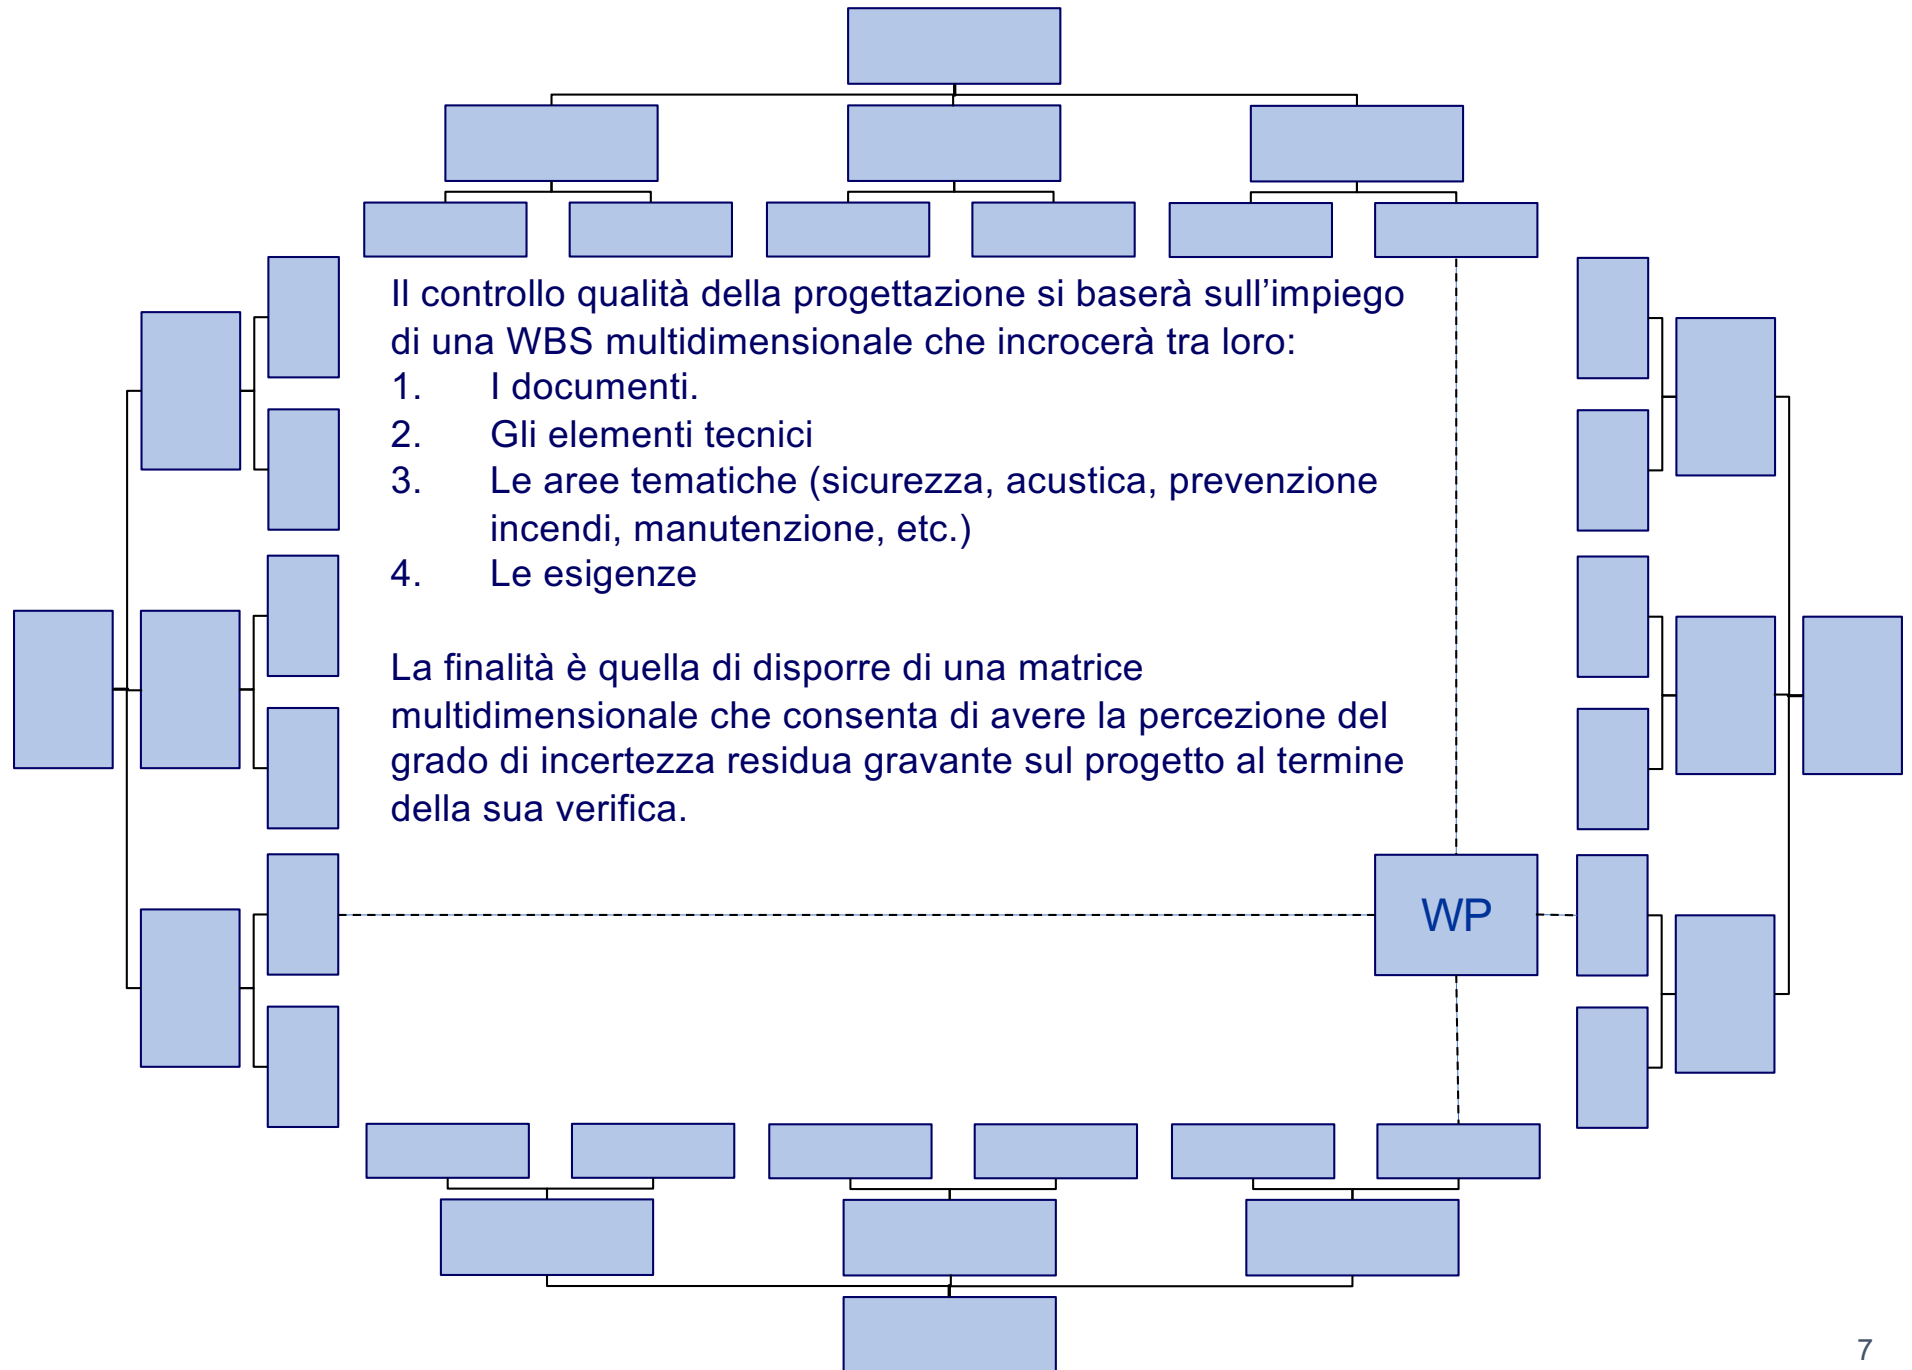 Il controllo qualità della progettazione si baserà sull’impiego
di una WBS multidimensionale che incrocerà tra loro:
1. I documenti.
2. Gli elementi tecnici
3. Le aree tematiche (sicurezza, acustica, prevenzione
incendi, manutenzione, etc.)
4. Le esigenze
La finalità è quella di disporre di una matrice
multidimensionale che consenta di avere la percezione del
grado di incertezza residua gravante sul progetto al termine
della sua verifica.
WP
7